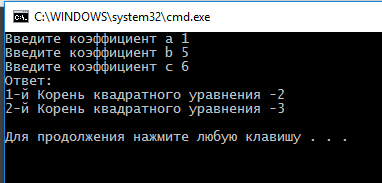 C:\WINDOWS\system32\cmd.exe
Введите коэффициент a 1
Введите коэффициент b 5
Введите коэффициент c 6
Ответ:
1-й Корень квадратного уравнения -2
2-й Корень квадратного уравнения -3
Для продолжения нажмите любую клавишу . . .